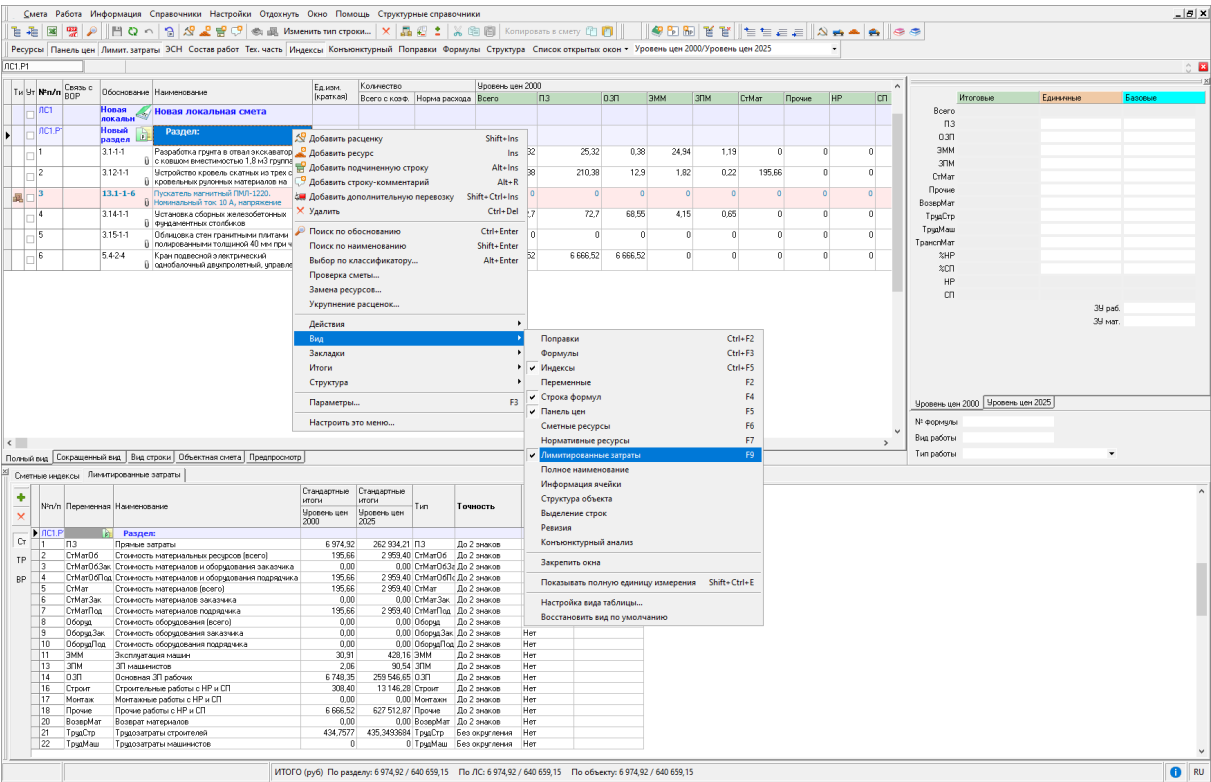 Смета Работа Информация Справочники Настройки Отдохнуть Окно Помощь Структурные справочники
Изменить тип строки... Копировать в смету
Ресурсы Панель цен Лимит. затраты ЭСН Состав работ Тех. часть Индексы Конъюнктурный Поправки Формулы Структура Список открытых окон Уровень цен 2000/Уровень цен 2025
ЛС1.Р1
Ти Уг №п/п Связь с ВОР Обоснование Наименование Ед.изм. (краткая) Количество Уровень цен 2000
Всего с коэф. Нормы расхода Всего ПЗ ОЗП ЭММ ЗПМ СтМат Прочие НР СП
ЛС1 Новая локальн Новая локальная смета
ЛС1.Р Новый раздел Раздел:
1 3.1-1-1 Разработка грунта в отвал экскаватор с ковшом вместимостью 1,8 м3 группа 32 25,32 0,38 24,94 1,19 0 0 0
2 3.12-1-1 Устройство кровель скатных из трех с кровельных рулонных материалов на 38 210,38 12,9 1,82 0,22 195,66 0 0
3 13.1-1-6 Пускатель магнитный ПМЛ-1220. Номинальный ток 10 А, напряжение 0 0 0 0 0 0 0 0
4 3.14-1-1 Установка сборных железобетонных фундаментных столбиков 2,7 72,7 68,55 4,15 0,65 0 0 0
5 3.15-1-1 Облицовка стен гранитными плитами полированными толщиной 40 мм при ч 0 0 0 0 0 0 0 0
6 5.4-2-4 Кран подвесной электрический однобалочный двухпролетный, управле 52 6 666,52 6 666,52 0 0 0 0 0
Добавить расценку Shift+Ins
Добавить ресурс Ins
Добавить подчиненную строку Alt+Ins
Добавить строку-комментарий Alt+R
Добавить дополнительную перевозку Shift+Ctrl+Ins
Удалить Ctrl+Del
Поиск по обоснованию Ctrl+Enter
Поиск по наименованию Shift+Enter
Выбор по классификатору... Alt+Enter
Проверка сметы...
Замена ресурсов...
Укрупнение расценок...
Действия
Вид
Закладки
Итоги
Структура
Параметры... F3
Настроить это меню...
Поправки Ctrl+F2
Формулы Ctrl+F3
Индексы Ctrl+F5
Переменные F2
Строка формул F4
Панель цен F5
Сметные ресурсы F6
Нормативные ресурсы F7
Лимитированные затраты F9
Полное наименование
Информация ячейки
Структура объекта
Выделение строк
Ревизия
Конъюнктурный анализ
Закрепить окна
Показывать полную единицу измерения Shift+Ctrl+E
Настройка вида таблицы...
Восстановить вид по умолчанию
Итоговые Единичные Базовые
Всего
ПЗ
ОЗП
ЭММ
ЗПМ
СтМат
Прочие
ВозврМат
ТрудСтр
ТрудМаш
ТранспМат
%НР
%СП
НР
СП
ЗУ раб.
ЗУ мат.
Уровень цен 2000 Уровень цен 2025
№ формулы
Вид работы
Тип работы
Полный вид Сокращенный вид Вид строки Объектная смета Предпросмотр
Сметные индексы Лимитированные затраты
№п/п Переменная Наименование Стандартные итоги Стандартные итоги Тип Точность
Уровень цен 2000 Уровень цен 2025
Ст
ТР
ВР
ЛС1.Р Раздел:
1 ПЗ Прямые затраты 6 974,92 262 934,21 ПЗ До 2 знаков
2 СтМатОб Стоимость материальных ресурсов (всего) 195,66 2 959,40 СтМатОб До 2 знаков
3 СтМатОбЗак Стоимость материалов и оборудования заказчика 0,00 0,00 СтМатОбЗа До 2 знаков
4 СтМатОбПод Стоимость материалов и оборудования подрядчика 195,66 2 959,40 СтМатОбПо До 2 знаков
5 СтМат Стоимость материалов (всего) 195,66 2 959,40 СтМат До 2 знаков
6 СтМатЗак Стоимость материалов заказчика 0,00 0,00 СтМатЗак До 2 знаков
7 СтМатПод Стоимость материалов подрядчика 195,66 2 959,40 СтМатПод До 2 знаков
8 Оборуд Стоимость оборудования (всего) 0,00 0,00 Оборуд До 2 знаков
9 ОборудЗак Стоимость оборудования заказчика 0,00 0,00 ОборудЗак До 2 знаков Нет
10 ОборудПод Стоимость оборудования подрядчика 0,00 0,00 ОборудПод До 2 знаков Нет
11 ЭММ Эксплуатация машин 30,91 428,16 ЭММ До 2 знаков Нет
13 ЗПМ ЗП машинистов 2,06 90,54 ЗПМ До 2 знаков Нет
14 ОЗП Основная ЗП рабочих 6 748,35 259 546,65 ОЗП До 2 знаков Нет
16 Строит Строительные работы с НР и СП 308,40 13 146,28 Строит До 2 знаков Нет
17 Монтаж Монтажные работы с НР и СП 0,00 0,00 Монтажн До 2 знаков Нет
18 Прочие Прочие работы с НР и СП 6 666,52 627 512,87 Прочие До 2 знаков Нет
20 ВозврМат Возврат материалов 0,00 0,00 ВозврМат До 2 знаков Нет
21 ТрудСтр Трудозатраты строителей 434,7577 435,3493684 ТрудСтр Без округления Нет
22 ТрудМаш Трудозатраты машинистов 0 0 ТрудМаш Без округления Нет
ИТОГО (руб) По разделу: 6 974,92 / 640 659,15 По ЛС: 6 974,92 / 640 659,15 По объекту: 6 974,92 / 640 659,15
RU